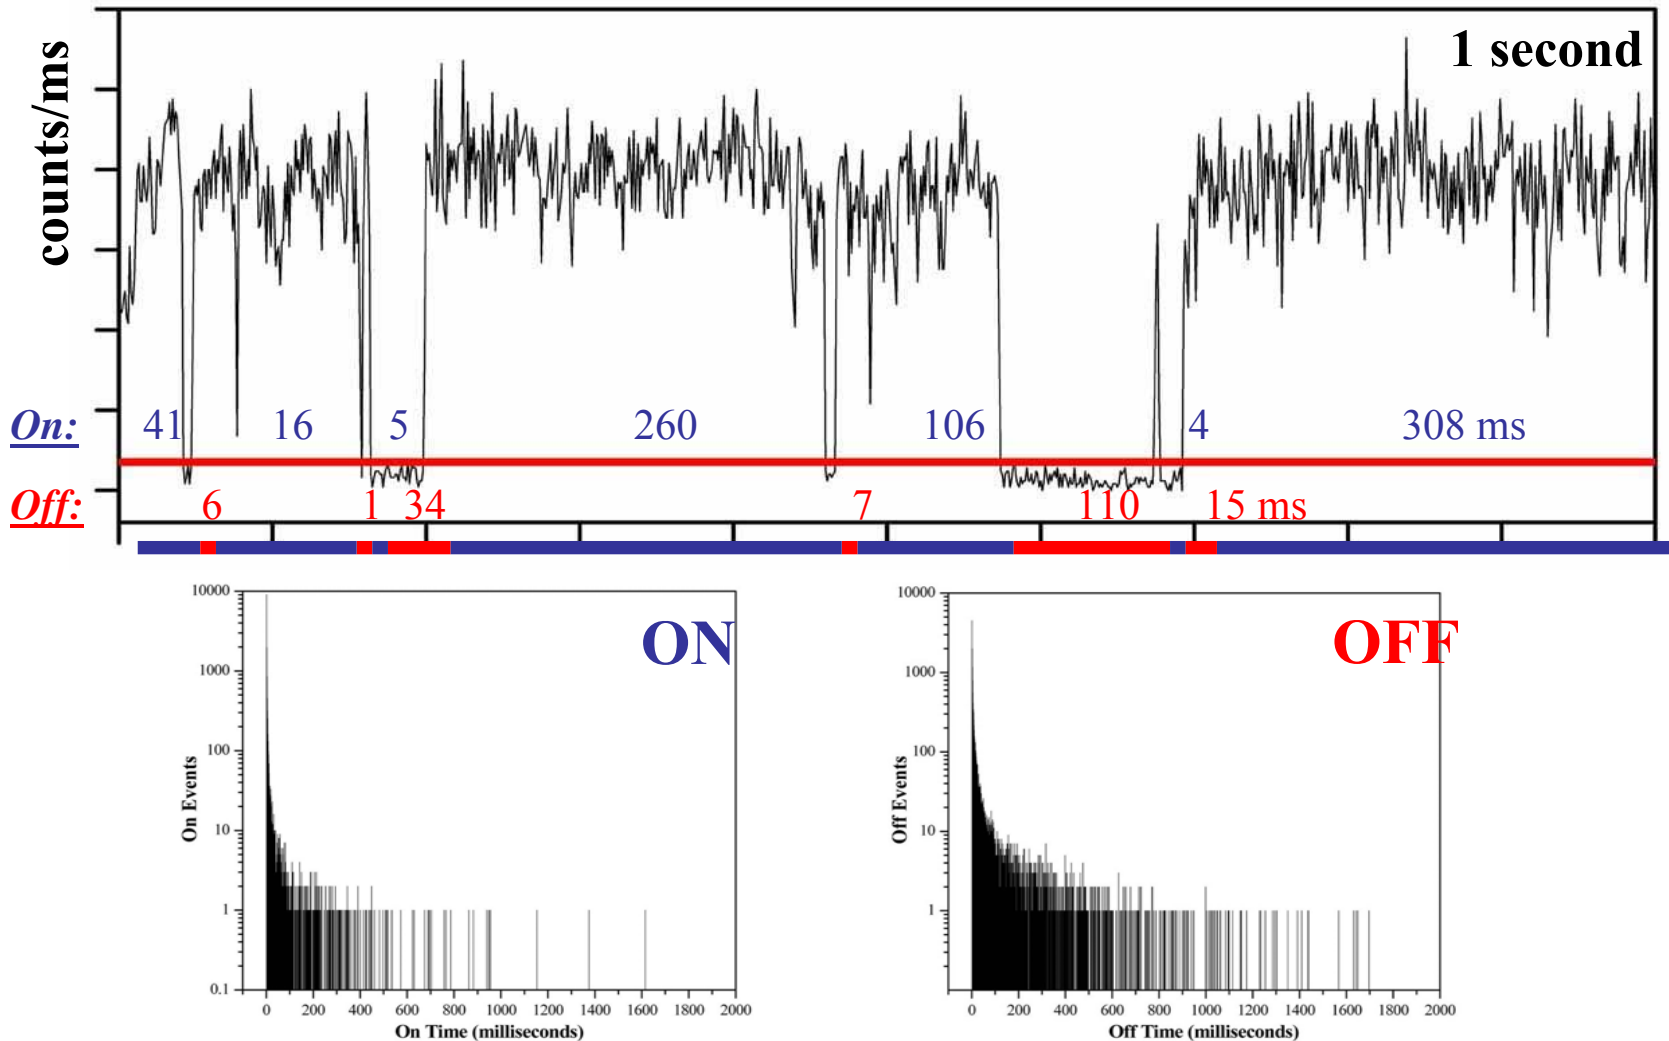 counts/ms
1 second
On: 41 16 5 260 106 4 308 ms
Off: 6 1 34 7 110 15 ms
ON
On Events
10000
1000
100
10
1
0.1
0 200 400 600 800 1000 1200 1400 1600 1800 2000
On Time (milliseconds)
OFF
Off Events
10000
1000
100
10
1
0 200 400 600 800 1000 1200 1400 1600 1800 2000
Off Time (milliseconds)